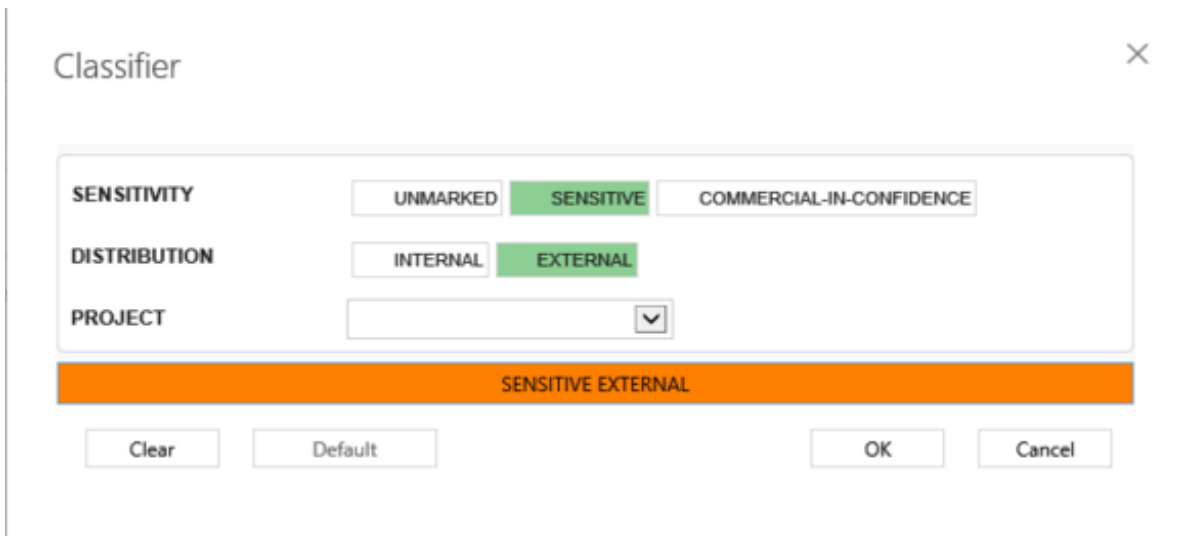 Classifier
SENSITIVITY UNMARKED SENSITIVE COMMERCIAL-IN-CONFIDENCE
DISTRIBUTION INTERNAL EXTERNAL
PROJECT
SENSITIVE EXTERNAL
Clear Default OK Cancel